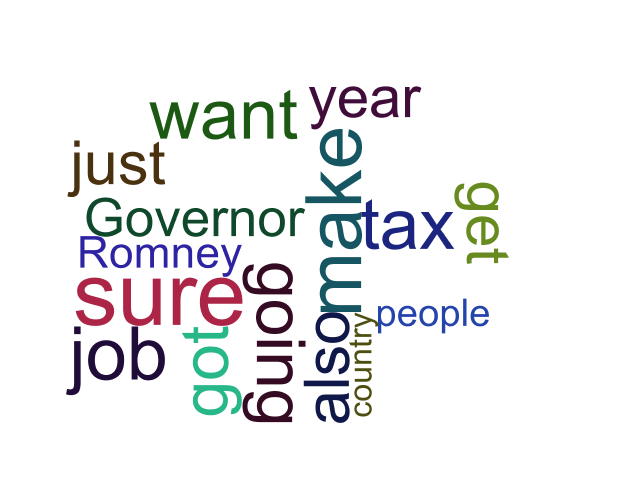 year
want
just
make
Governor
tax
get
Romney
sure
going
people
job
got
also
country